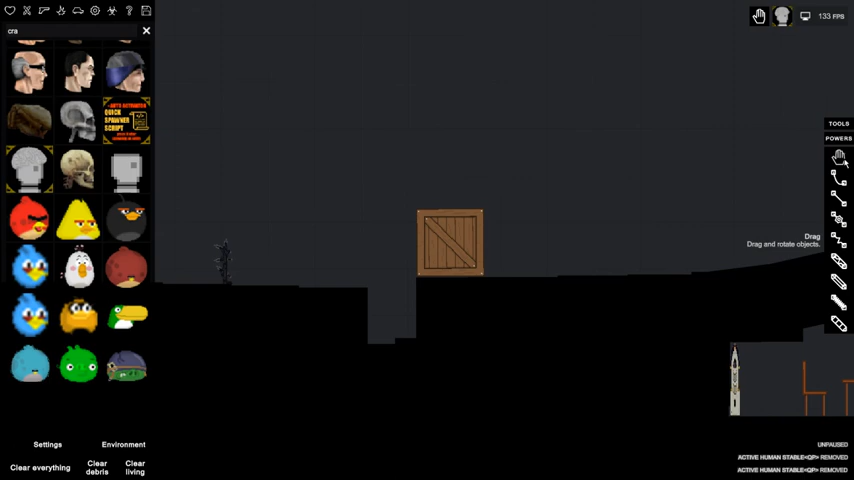 133 FPS
cra
QUICK
SPAWNER
SCRIPT
TOOLS
POWERS
Drag
Drag and rotate objects.
Settings
Environment
Clear everything
Clear
debris
Clear
living
UNPAUSED
ACTIVE HUMAN STABLE<QP> REMOVED
ACTIVE HUMAN STABLE<QP> REMOVED